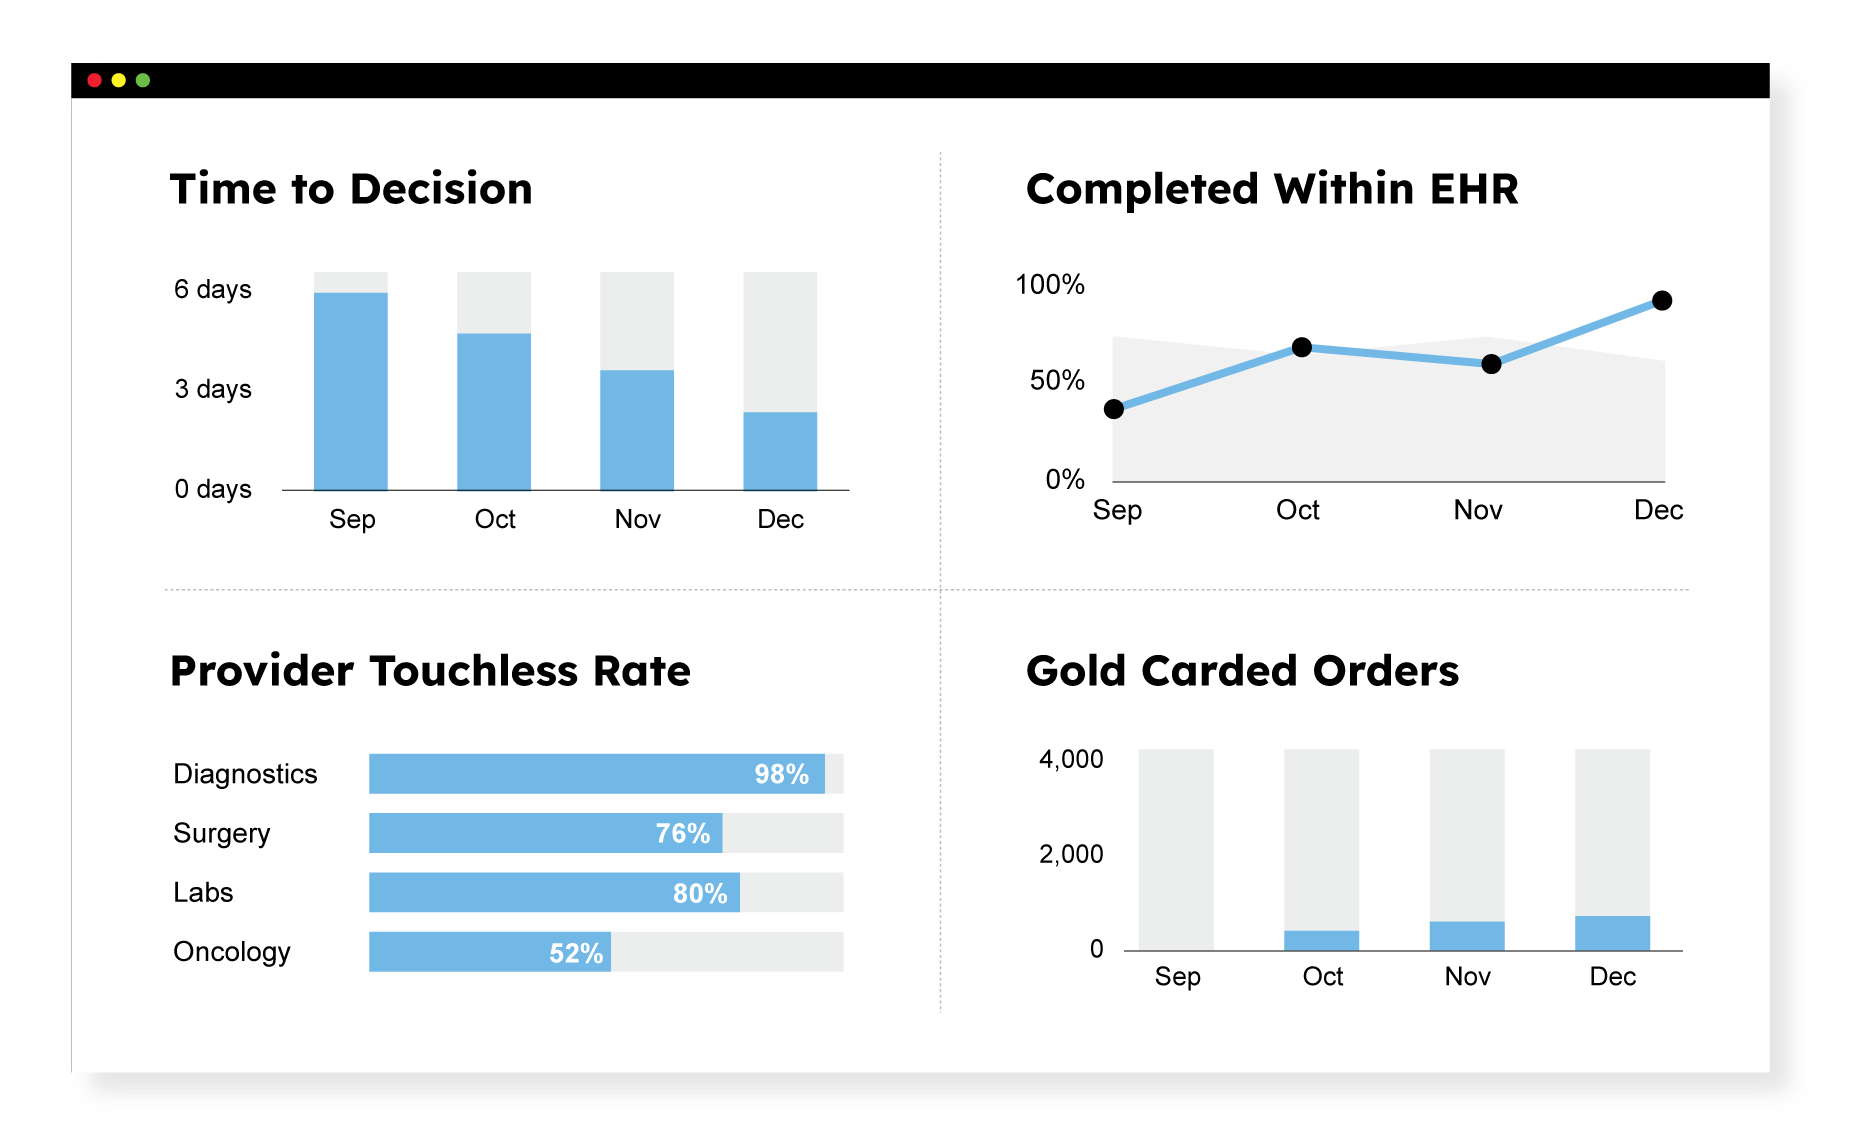 Time to Decision
6 days
3 days
0 days
Sep Oct Nov Dec
Completed Within EHR
100%
50%
0%
Sep Oct Nov Dec
Provider Touchless Rate
Diagnostics 98%
Surgery 76%
Labs 80%
Oncology 52%
Gold Carded Orders
4,000
2,000
0
Sep Oct Nov Dec